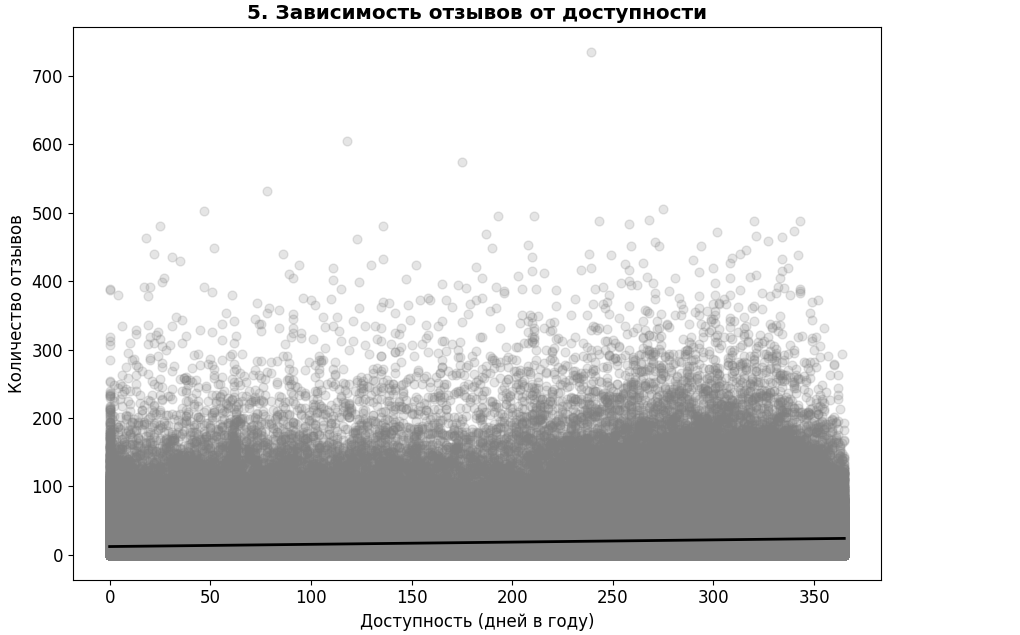 5. Зависимость отзывов от доступности
Количество отзывов
700
600
500
400
300
200
100
0
0 50 100 150 200 250 300 350
Доступность (дней в году)